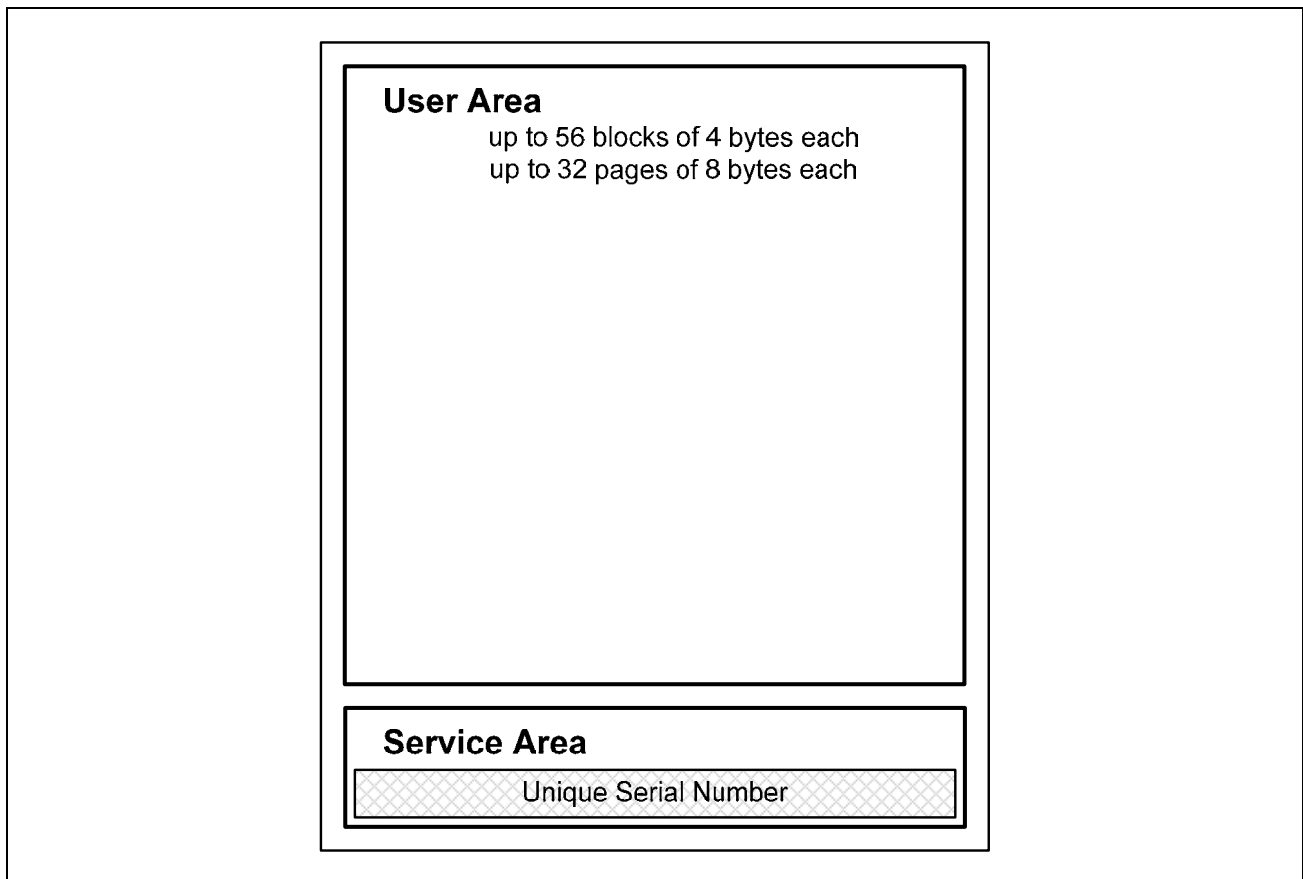 User Area
up to 56 blocks of 4 bytes each
up to 32 pages of 8 bytes each
Service Area
Unique Serial Number